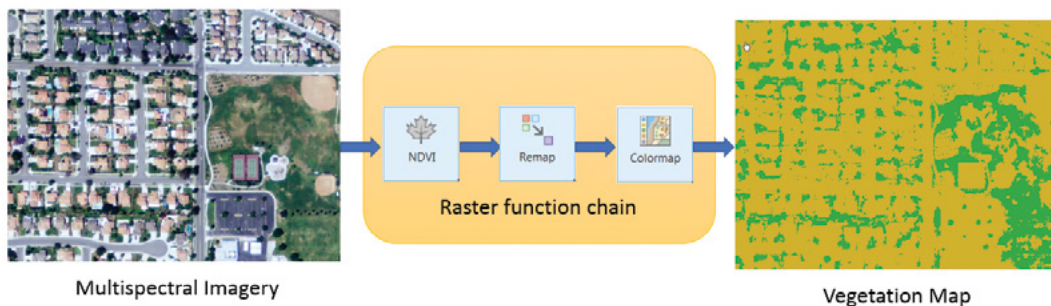 NDVI
Remap
Colormap
Raster function chain
Multispectral Imagery
Vegetation Map